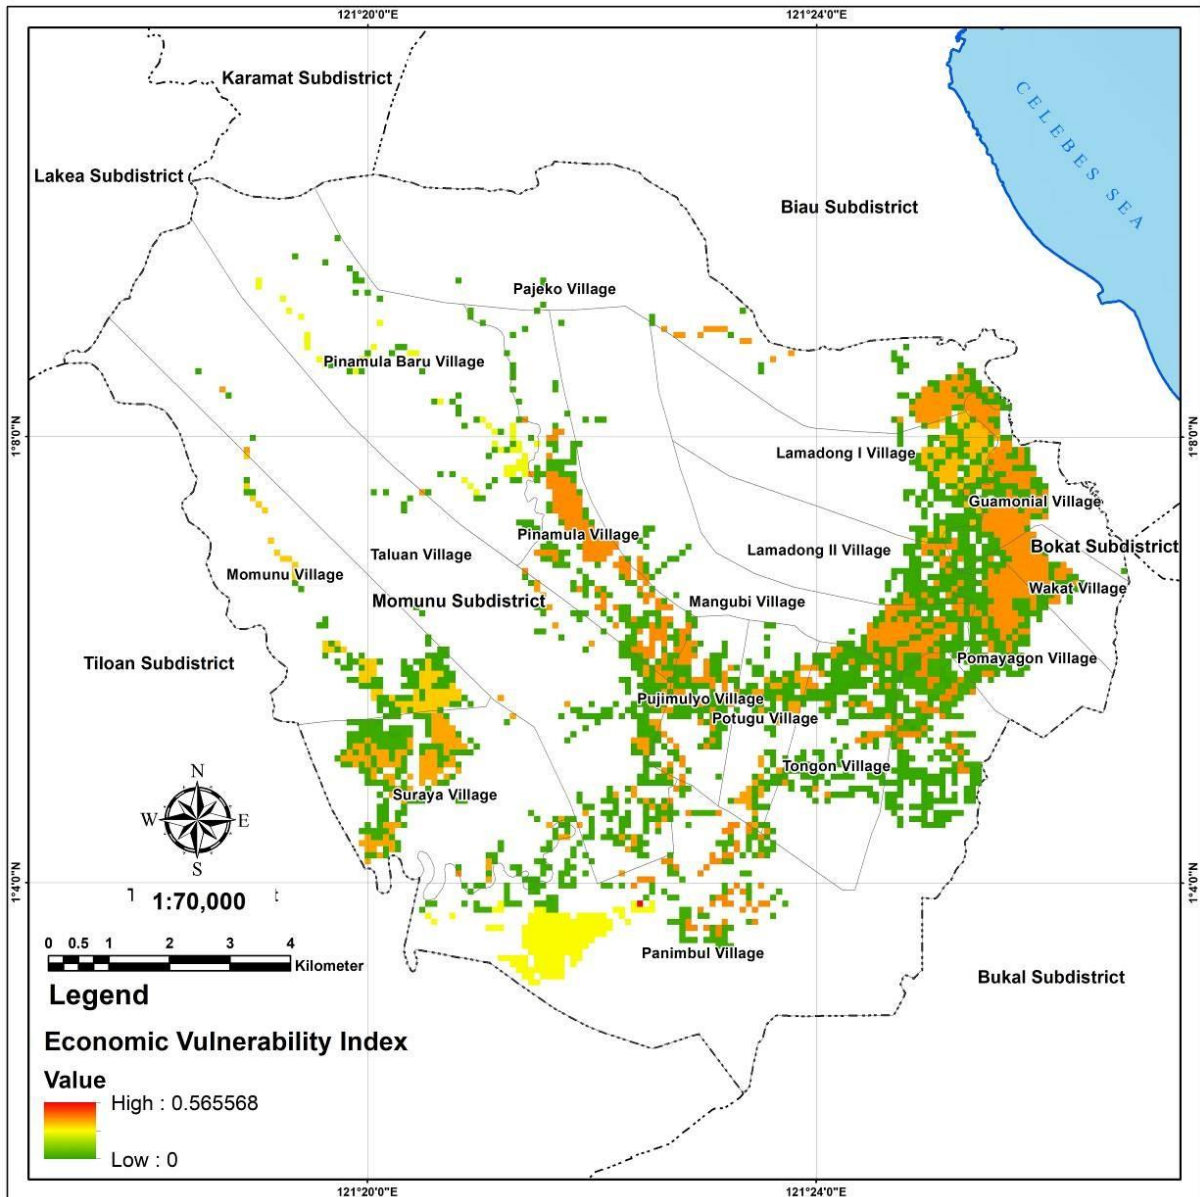 121°20'0"E
121°24'0"E
Karamat Subdistrict
CELEBES SEA
Lakea Subdistrict
Biau Subdistrict
Pajeko Village
Pinamula Baru Village
1°8'0"N
1°8'0"N
Lamadong I Village
Guamonial Village
Pinamula Village
Bokat Subdistrict
Taluan Village
Lamadong II Village
Momunu Village
Wakat Village
Momunu Subdistrict
Mangubi Village
Tiloan Subdistrict
Pomayagon Village
Pujimulyo Village
Potugu Village
Tongon Village
N
Suraya Village
W
E
S
1°4'0"N
1°4'0"N
1:70,000
0 0.5 1 2 3 4
Kilometer
Panimbul Village
Bukal Subdistrict
Legend
Economic Vulnerability Index
Value
High : 0.565568
Low : 0
121°20'0"E
121°24'0"E